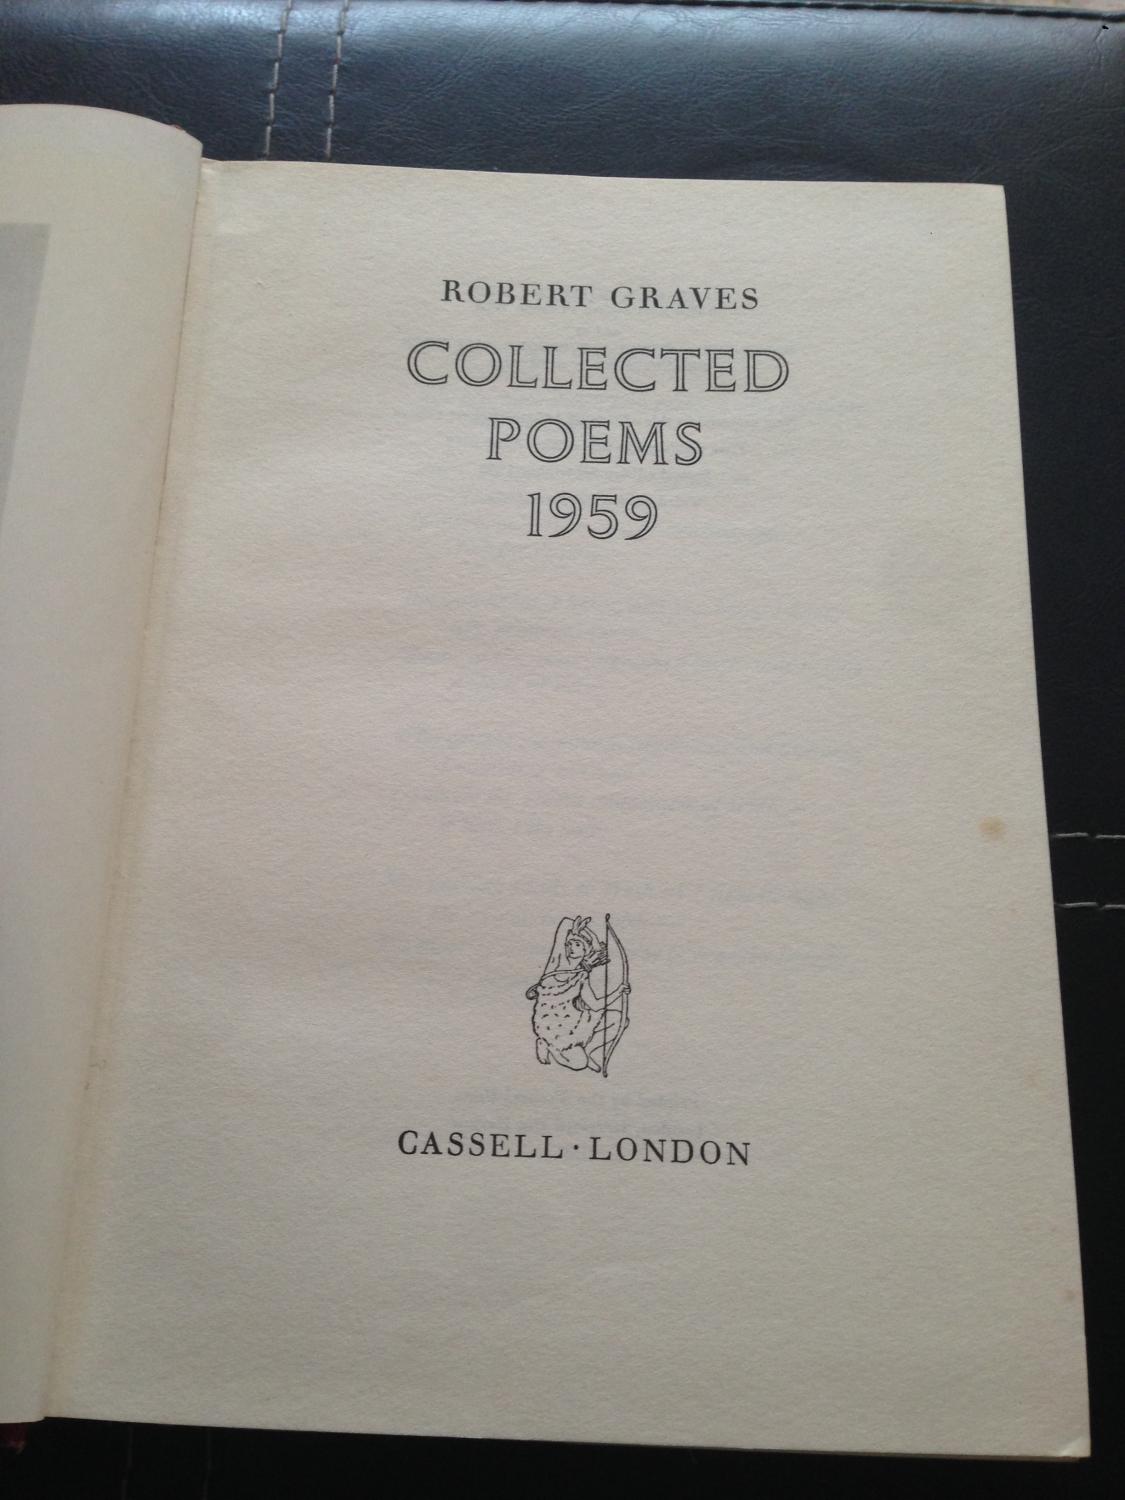 ROBERT GRAVES
COLLECTED
POEMS
1959
CASSELL · LONDON